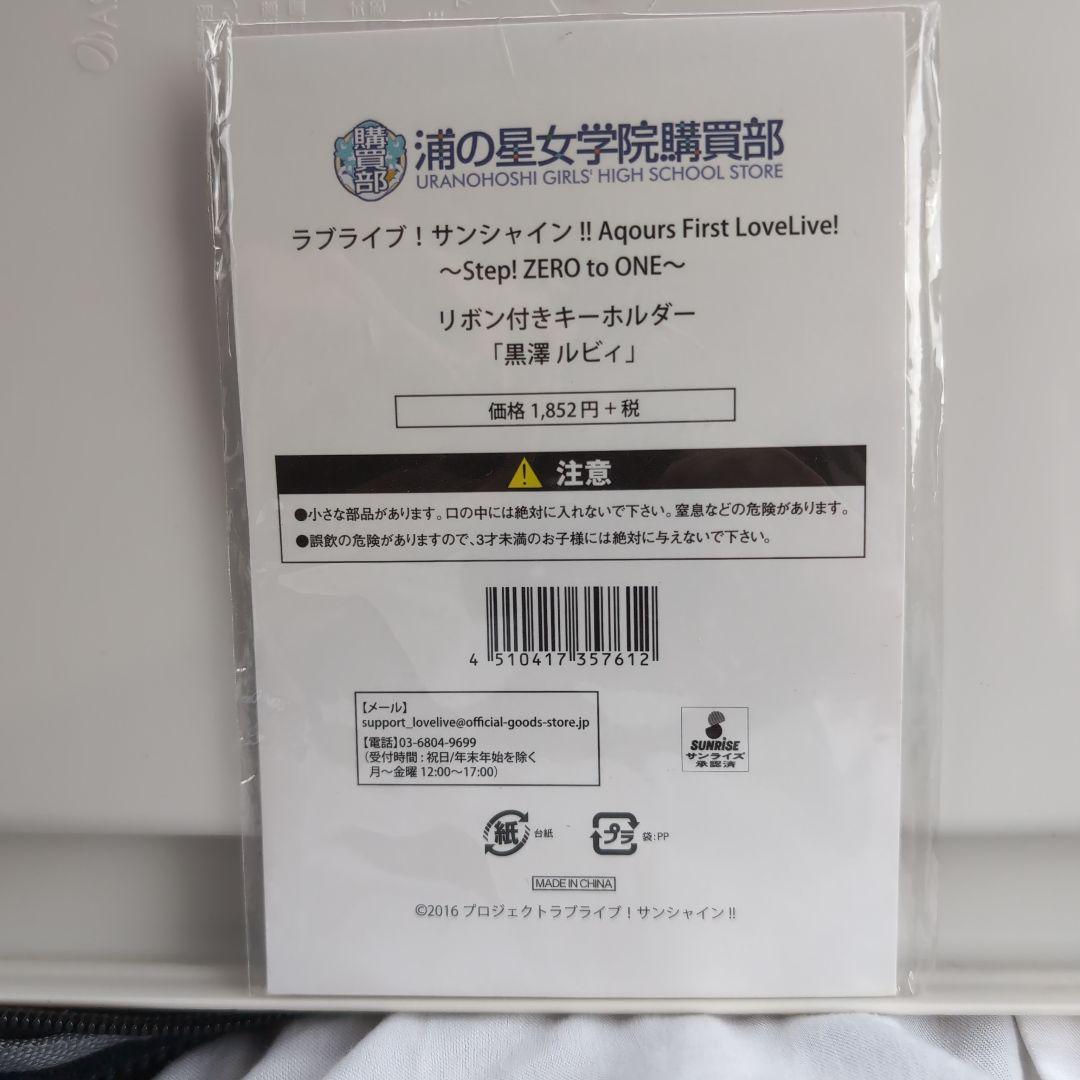 購買部
浦の星女学院購買部
URANOHOSHI GIRLS' HIGH SCHOOL STORE
ラブライブ！サンシャイン!! Aqours First LoveLive!
～Step! ZERO to ONE～
リボン付きキーホルダー
「黒澤 ルビィ」
価格 1,852円＋税
注意
●小さな部品があります。口の中には絶対に入れないで下さい。窒息などの危険があります。
●誤飲の危険がありますので、3才未満のお子様には絶対に与えないで下さい。
4 510417 357612
【メール】
support_lovelive@official-goods-store.jp
【電話】03-6804-9699
（受付時間：祝日/年末年始を除く
月～金曜 12:00～17:00）
SUNRISE
サンライズ
承認済
紙 台紙
プラ 袋：PP
MADE IN CHINA
©2016 プロジェクトラブライブ！サンシャイン!!